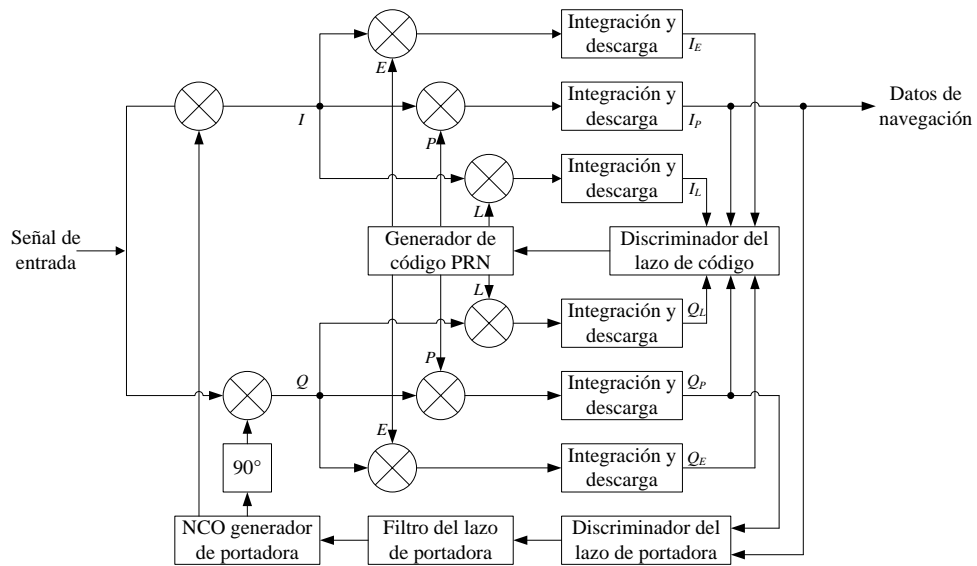 Integración y
descarga
I_E
E
Integración y
descarga
I_P
Datos de
navegación
I
P
Integración y
descarga
I_L
L
Señal de
entrada
Generador de
código PRN
Discriminador del
lazo de código
L
Integración y
descarga
Q_L
P
Q
Integración y
descarga
Q_P
E
90°
Integración y
descarga
Q_E
NCO generador
de portadora
Filtro del lazo
de portadora
Discriminador del
lazo de portadora